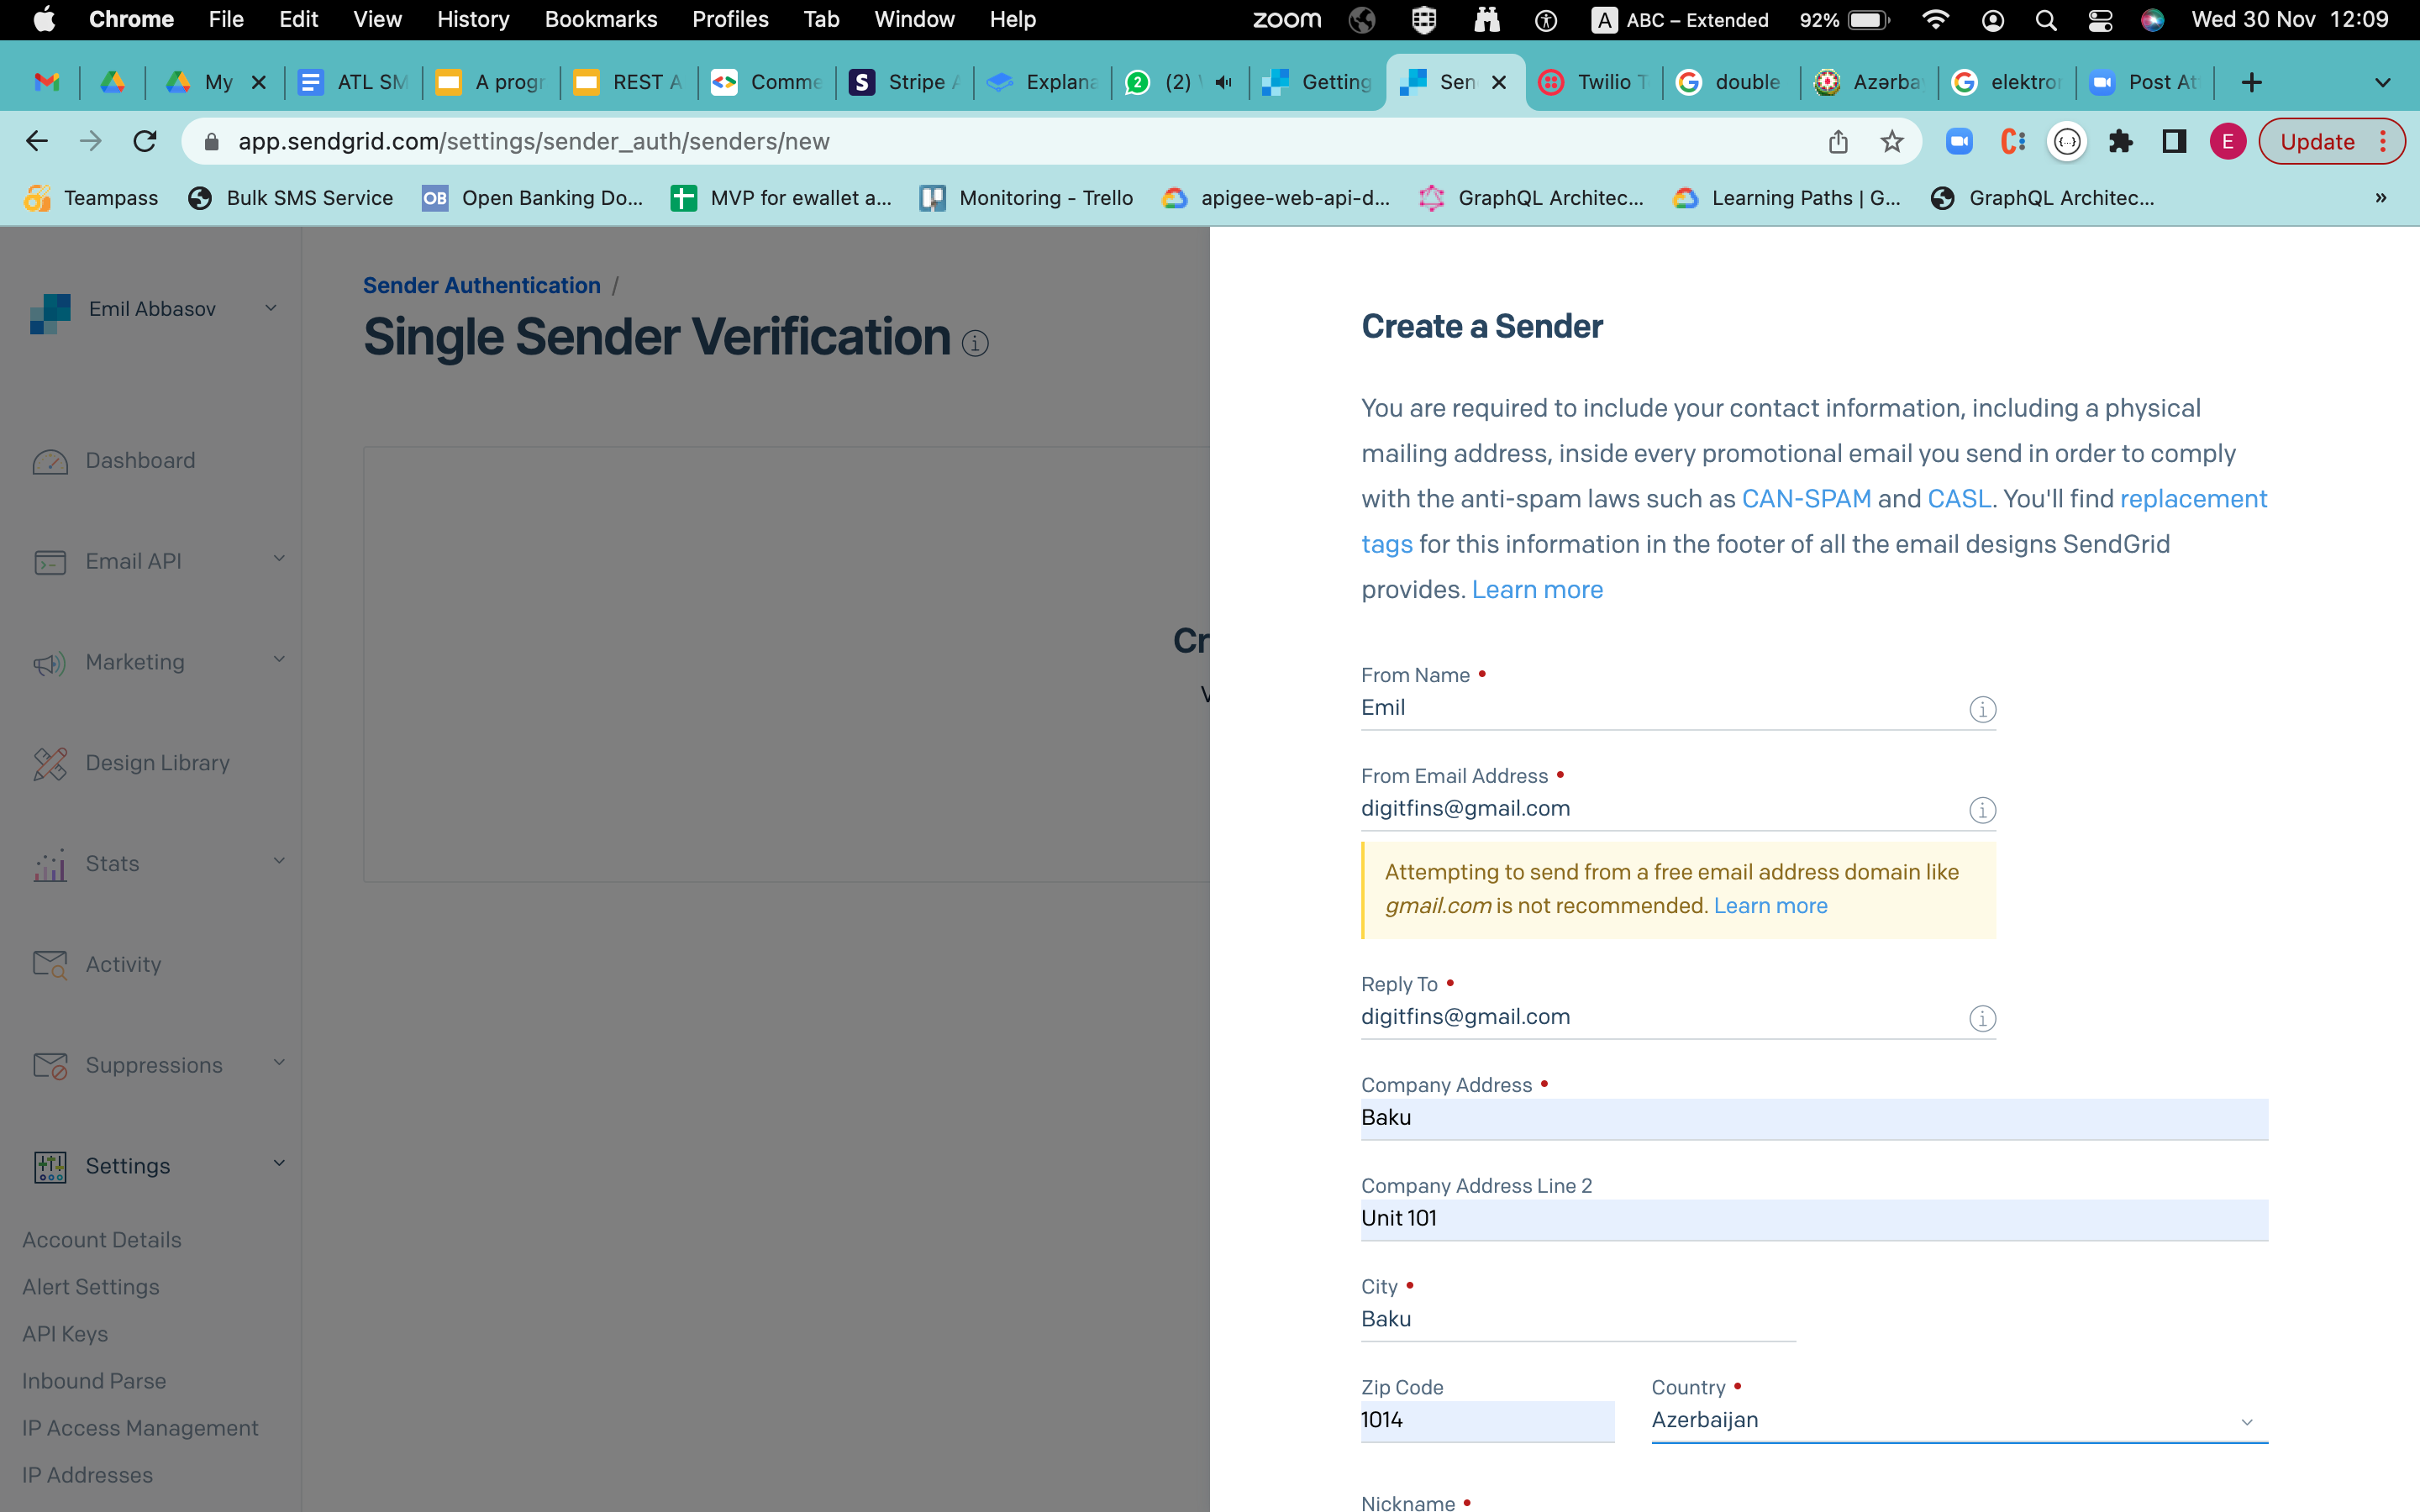 Chrome File Edit View History Bookmarks Profiles Tab Window Help zoom A ABC – Extended 92% Wed 30 Nov 12:09
My ATL SM A progr REST A Comme S Stripe A Explana 2 (2) Getting Sen Twilio T double Azərba elektror Post At
app.sendgrid.com/settings/sender_auth/senders/new E Update
Teampass Bulk SMS Service OB Open Banking Do... MVP for ewallet a... Monitoring - Trello apigee-web-api-d... GraphQL Architec... Learning Paths | G... GraphQL Architec... »
Emil Abbasov
Dashboard
Email API
Marketing
Design Library
Stats
Activity
Suppressions
Settings
Account Details
Alert Settings
API Keys
Inbound Parse
IP Access Management
IP Addresses
Sender Authentication /
Single Sender Verification
Cr
Create a Sender
You are required to include your contact information, including a physical
mailing address, inside every promotional email you send in order to comply
with the anti-spam laws such as CAN-SPAM and CASL. You'll find replacement
tags for this information in the footer of all the email designs SendGrid
provides. Learn more
From Name •
Emil
From Email Address •
digitfins@gmail.com
Attempting to send from a free email address domain like
gmail.com is not recommended. Learn more
Reply To •
digitfins@gmail.com
Company Address •
Baku
Company Address Line 2
Unit 101
City •
Baku
Zip Code Country •
1014 Azerbaijan
Nickname •